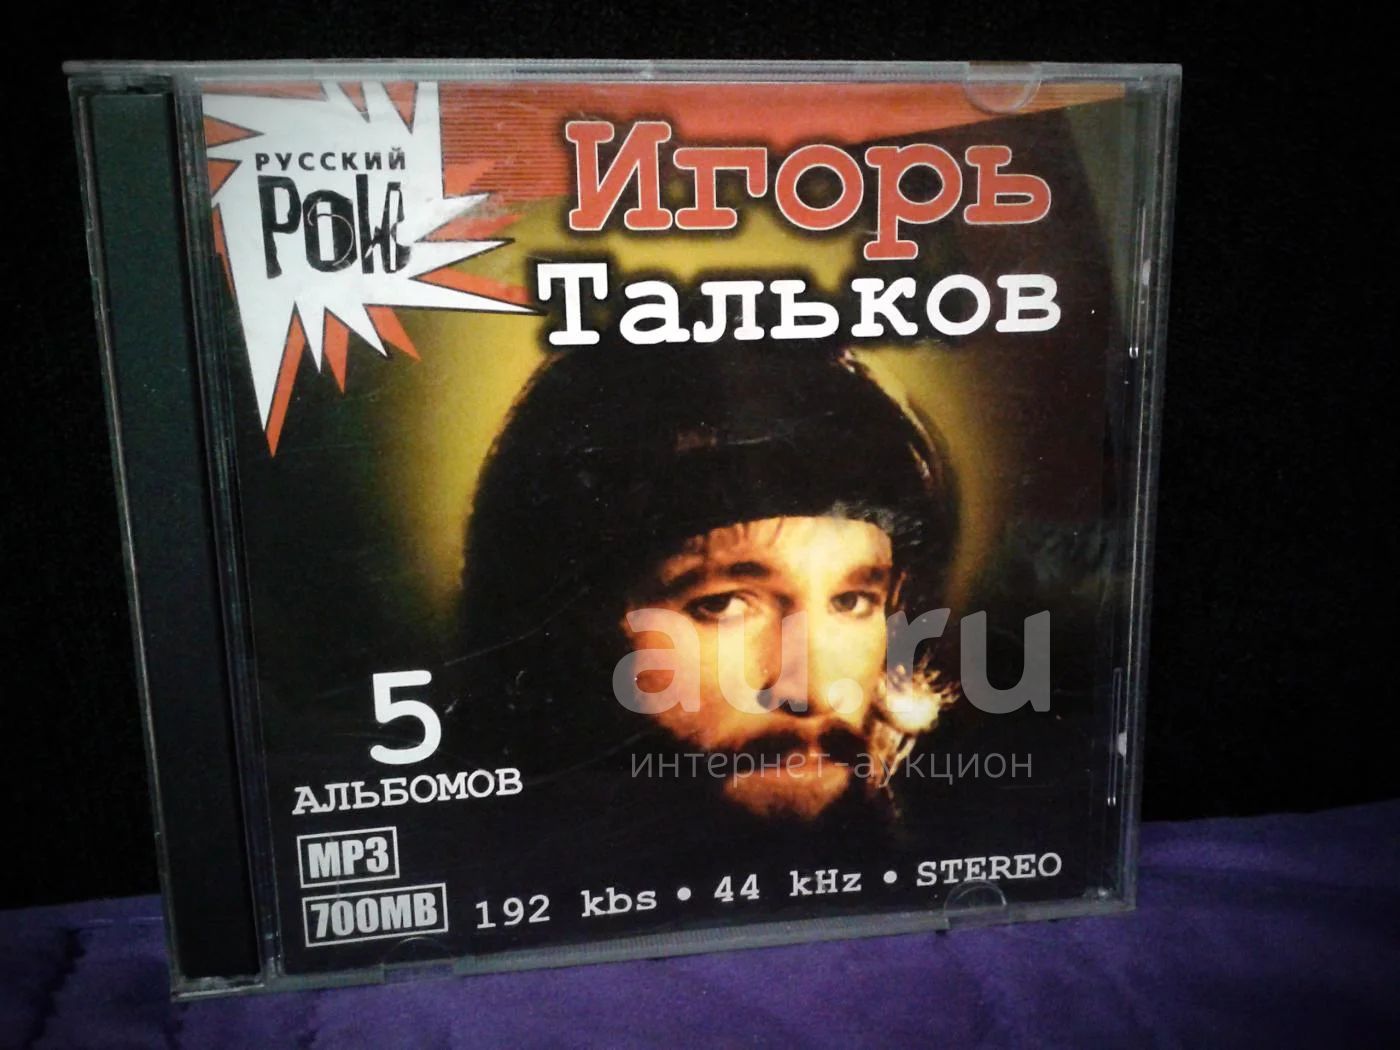 РУССКИЙ
РОК
Игорь
Тальков
au.ru
интернет-аукцион
5
АЛЬБОМОВ
MP3
700MB
192 kbs • 44 kHz • STEREO